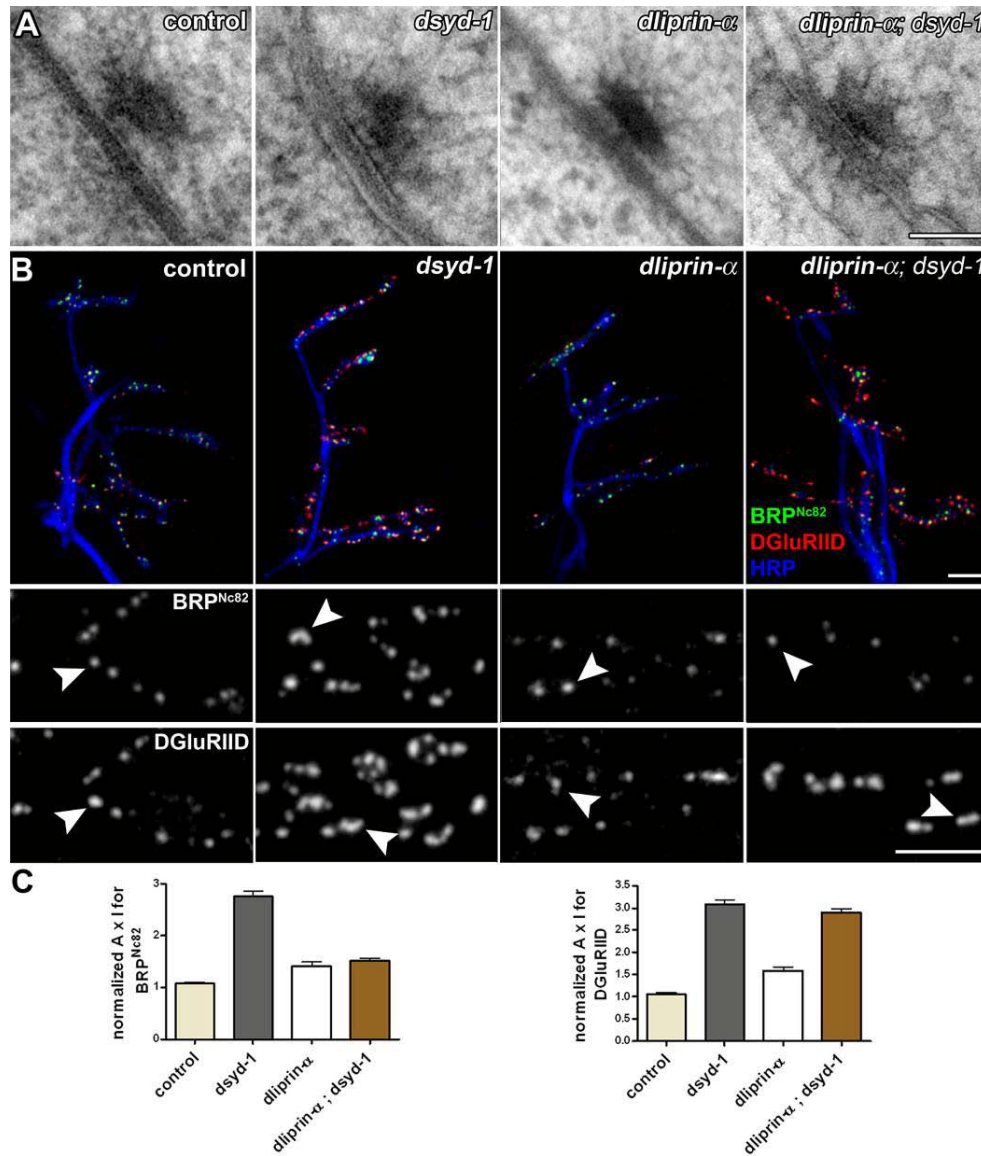 A
control
dsyd-1
dliprin-α
dliprin-α; dsyd-1
B
control
dsyd-1
dliprin-α
dliprin-α; dsyd-1
BRPNc82
DGluRIID
HRP
BRPNc82
DGluRIID
C
normalized A x I for
BRPNc82
3
2
1
0
control
dsyd-1
dliprin-α
dliprin-α ; dsyd-1
normalized A x I for
DGluRIID
3.5
3.0
2.5
2.0
1.5
1.0
0.5
0.0
control
dsyd-1
dliprin-α
dliprin-α ; dsyd-1